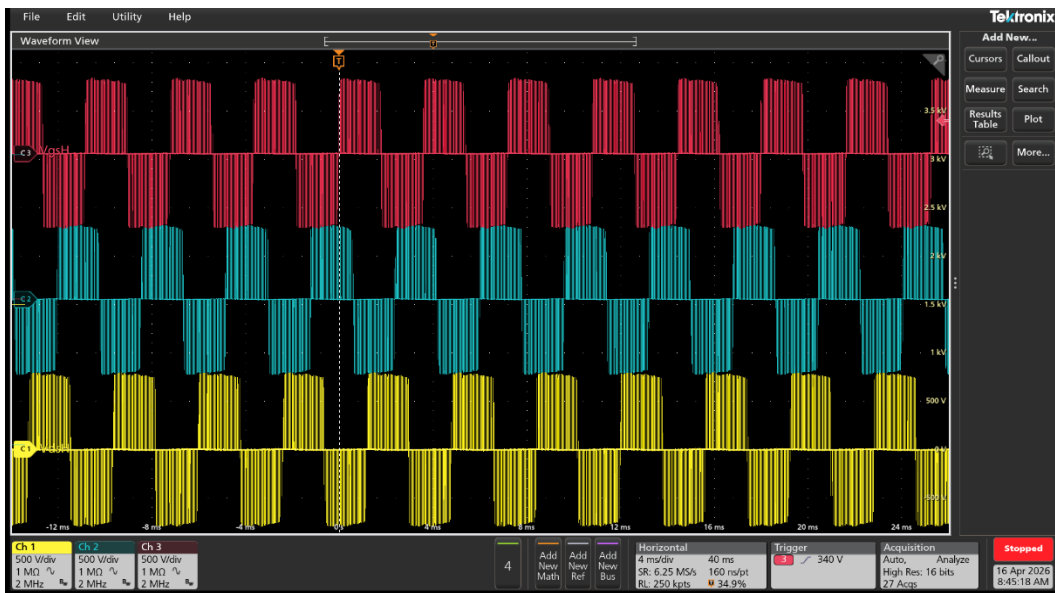 File Edit Utility Help
Tektronix
Waveform View
Add New...
Cursors Callout
Measure Search
Results Table Plot
More...
T
C3 VgsH
3.5 kV
3 kV
2.5 kV
2 kV
C2
1.5 kV
1 kV
500 V
C1
0 V
-500 V
-12 ms -8 ms -4 ms 0 s 4 ms 8 ms 12 ms 16 ms 20 ms 24 ms
Ch 1
500 V/div
1 MΩ
2 MHz Bw
Ch 2
500 V/div
1 MΩ
2 MHz Bw
Ch 3
500 V/div
1 MΩ
2 MHz Bw
4
Add New Math
Add New Ref
Add New Bus
Horizontal
4 ms/div 40 ms
SR: 6.25 MS/s 160 ns/pt
RL: 250 kpts 34.9%
Trigger
3 340 V
Acquisition
Auto, Analyze
High Res: 16 bits
27 Acqs
Stopped
16 Apr 2026
8:45:18 AM